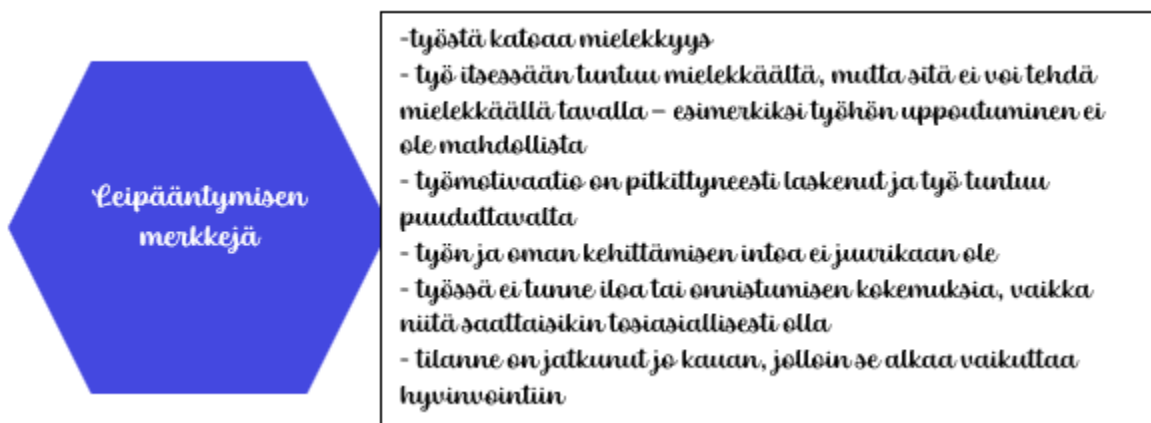 Leipääntymisen
merkkejä
-työstä katoaa mielekkyys
- työ itsessään tuntuu mielekkäältä, mutta sitä ei voi tehdä
mielekkäällä tavalla – esimerkiksi työhön uppoutuminen ei
ole mahdollista
- työmotivaatio on pitkittyneesti laskenut ja työ tuntuu
puuduttavalta
- työn ja oman kehittämisen intoa ei juurikaan ole
- työssä ei tunne iloa tai onnistumisen kokemuksia, vaikka
niitä saattaisikin tosiasiallisesti olla
- tilanne on jatkunut jo kauan, jolloin se alkaa vaikuttaa
hyvinvointiin